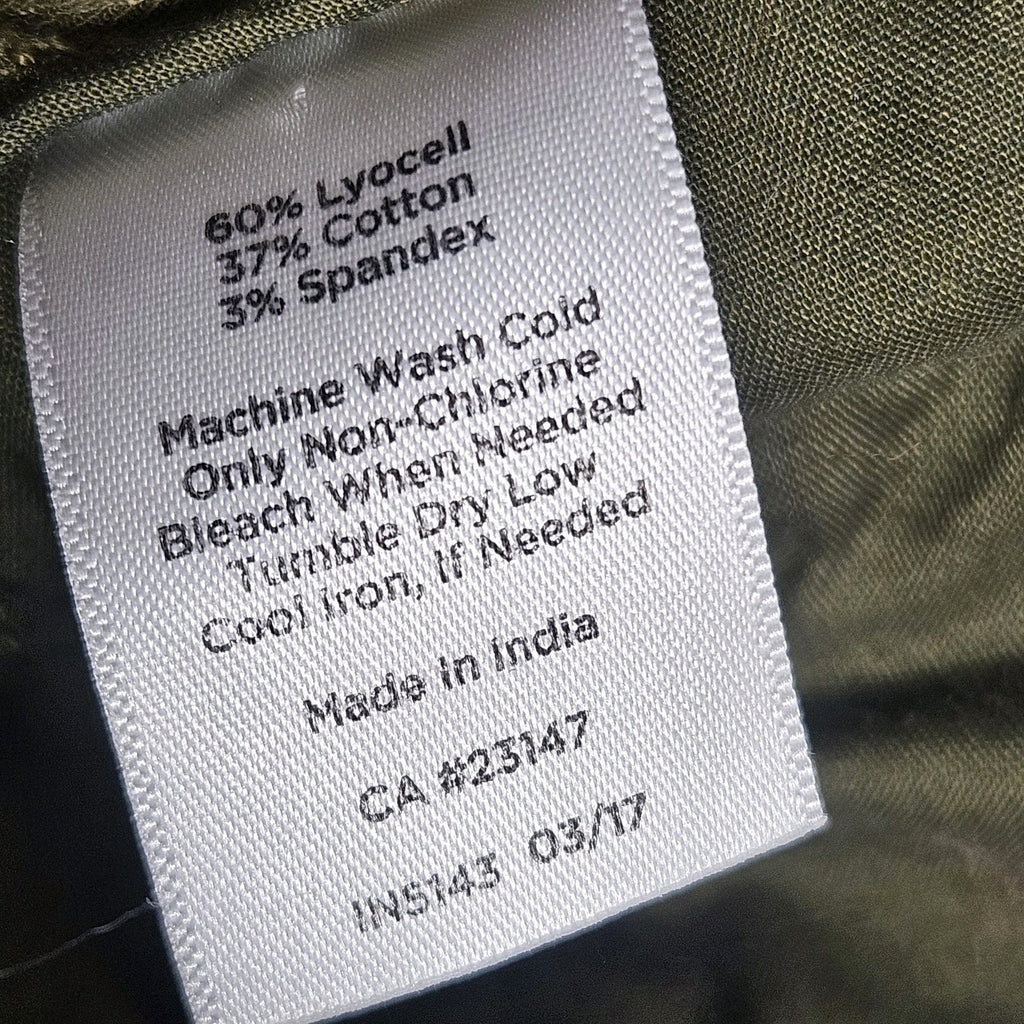 60% Lyocell
37% Cotton
3% Spandex
Machine Wash Cold
Only Non-Chlorine
Bleach When Needed
Tumble Dry Low
Cool Iron, If Needed
Made in India
CA #23147
IN5143 03/17